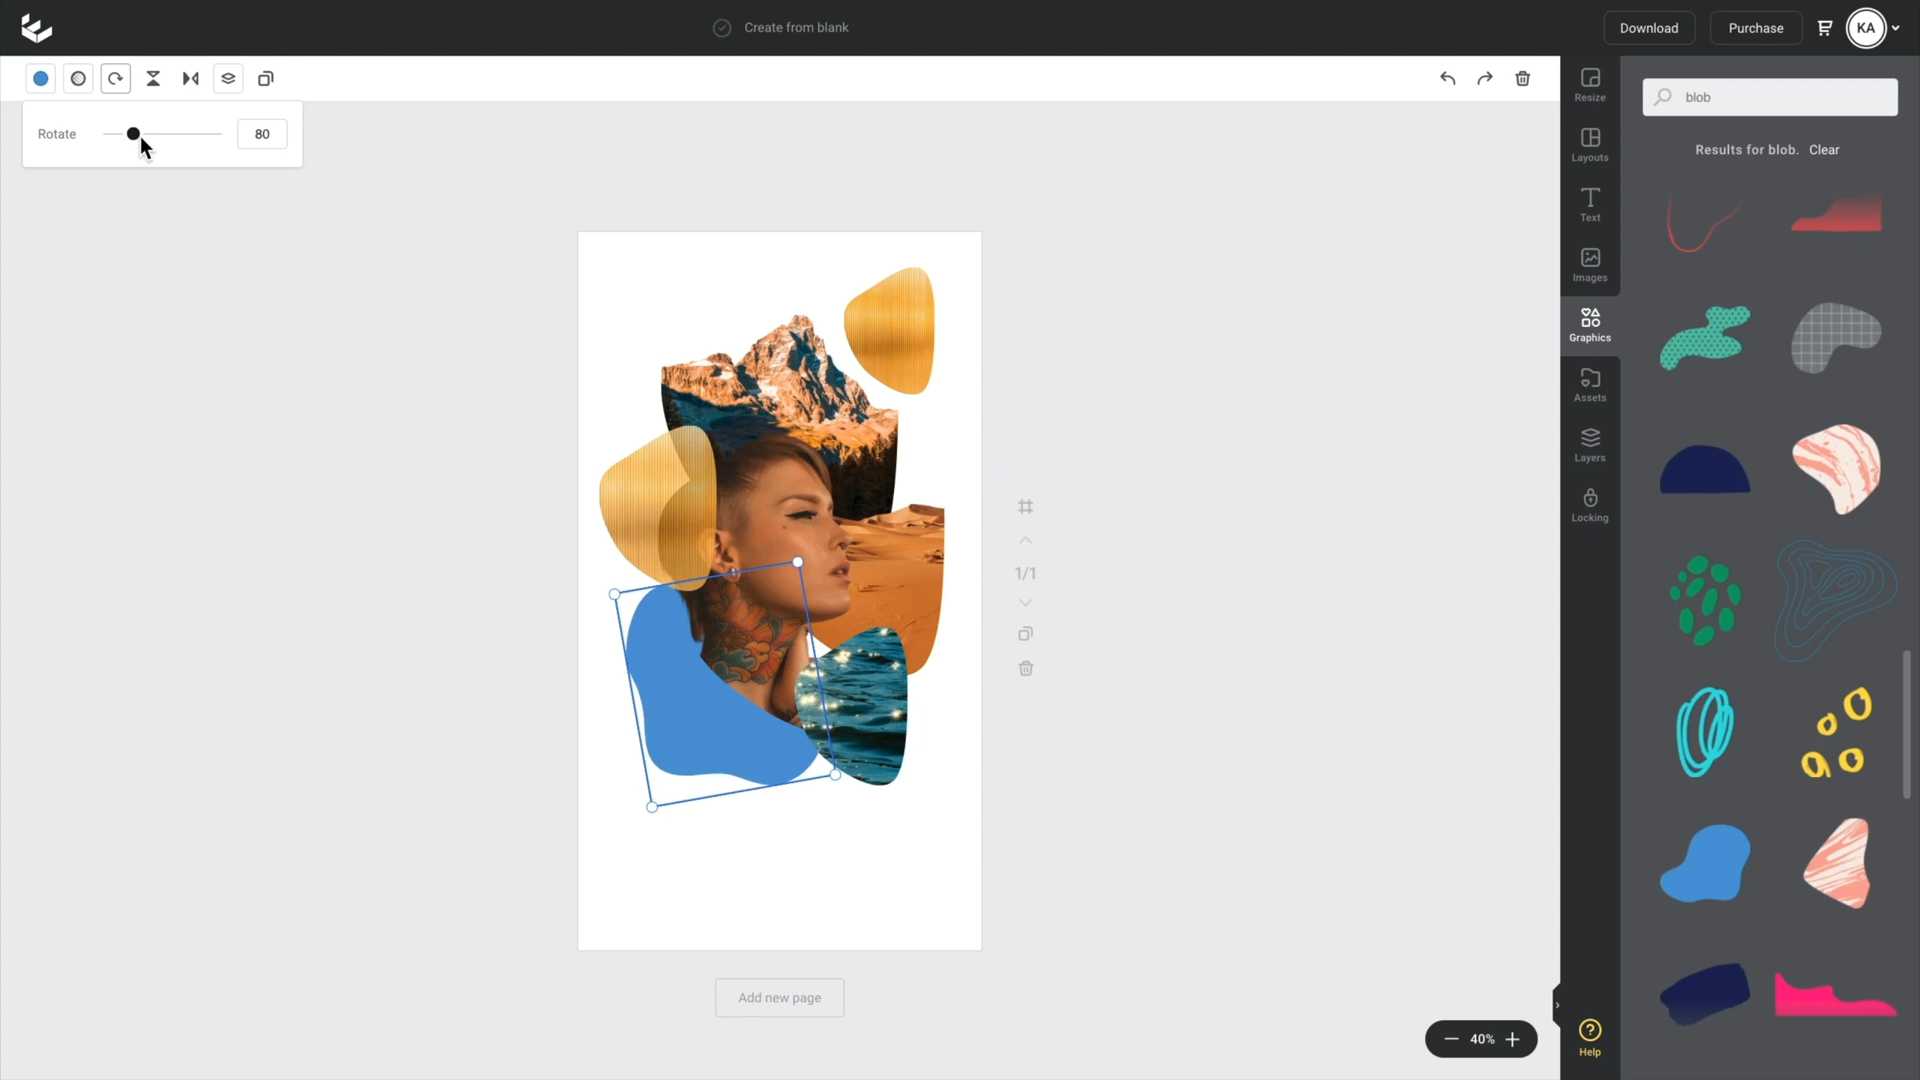 Create from blank
Download
Purchase
KA
Rotate
80
Resize
Layouts
Text
Images
Graphics
Assets
Layers
Locking
Help
blob
Results for blob. Clear
1/1
Add new page
40%